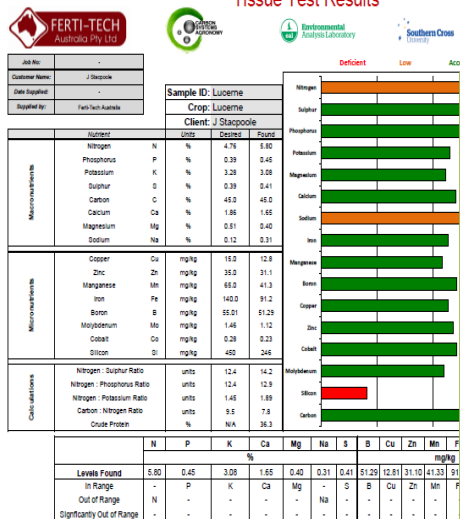 Tissue Test Results
FERTI-TECH
Australia Pty Ltd
CARBON SYSTEMS AGRONOMY
eal Environmental Analysis Laboratory
Southern Cross University
Job No: -
Customer Name: J Stacpoole
Date Supplied: -
Supplied by: Ferti-Tech Australia
Sample ID: Lucerne
Crop: Lucerne
Client: J Stacpoole
Nutrient Units Desired Found
Macronutrients
Nitrogen N % 4.76 5.80
Phosphorus P % 0.39 0.45
Potassium K % 3.28 3.08
Sulphur S % 0.39 0.41
Carbon C % 45.0 45.0
Calcium Ca % 1.86 1.65
Magnesium Mg % 0.51 0.40
Sodium Na % 0.12 0.31
Micronutrients
Copper Cu mg/kg 15.0 12.8
Zinc Zn mg/kg 35.0 31.1
Manganese Mn mg/kg 65.0 41.3
Iron Fe mg/kg 140.0 91.2
Boron B mg/kg 55.01 51.29
Molybdenum Mo mg/kg 1.46 1.12
Cobalt Co mg/kg 0.28 0.23
Silicon Si mg/kg 450 246
Calculations
Nitrogen : Sulphur Ratio units 12.4 14.2
Nitrogen : Phosphorus Ratio units 12.4 12.9
Nitrogen : Potassium Ratio units 1.45 1.89
Carbon : Nitrogen Ratio units 9.5 7.8
Crude Protein % N/A 36.3
Deficient Low Acc
Nitrogen
Sulphur
Phosphorus
Potassium
Magnesium
Calcium
Sodium
Iron
Manganese
Boron
Copper
Zinc
Cobalt
Molybdenum
Silicon
Carbon
N P K Ca Mg Na S B Cu Zn Mn F
% mg/kg
Levels Found 5.80 0.45 3.08 1.65 0.40 0.31 0.41 51.29 12.81 31.10 41.33 91
In Range - P K Ca Mg - S B Cu Zn Mn F
Out of Range N - - - - Na - - - - - -
Signficantly Out of Range - - - - - - - - - - - -